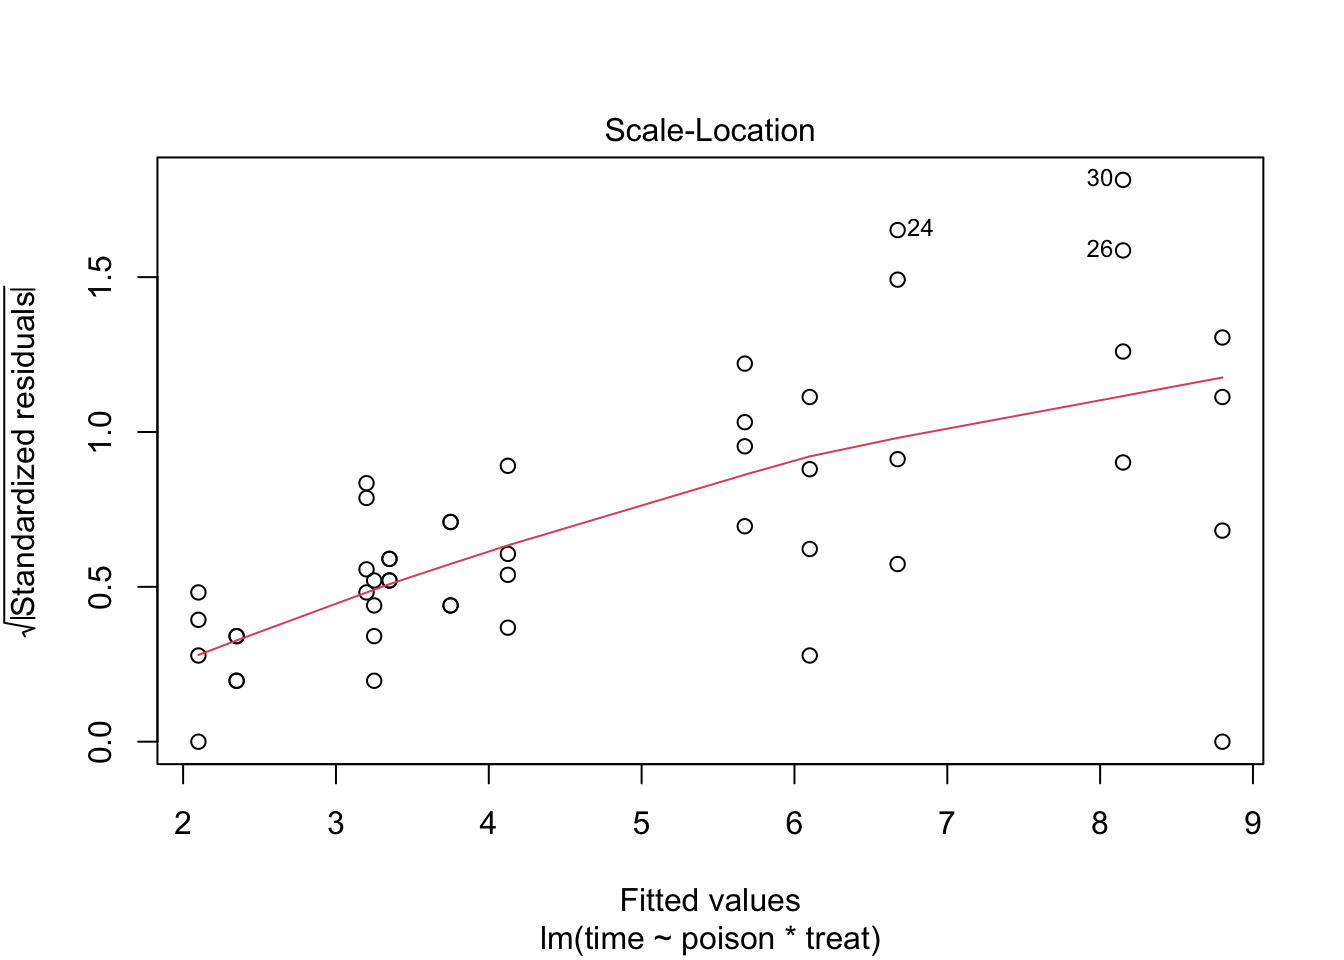 Scale-Location
30
24
26
√|Standardized residuals|
1.5
1.0
0.5
0.0
2 3 4 5 6 7 8 9
Fitted values
lm(time ~ poison * treat)